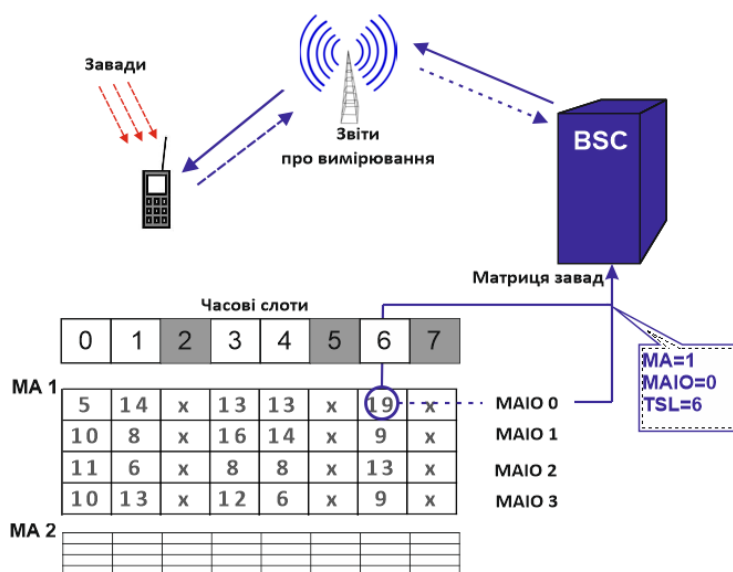 Завади
Звіти
про вимірювання
BSC
Матриця завад
Часові слоти
0 1 2 3 4 5 6 7
MA=1
MAIO=0
TSL=6
MA 1
5 14 x 13 13 x 19 x MAIO 0
10 8 x 16 14 x 9 x MAIO 1
11 6 x 8 8 x 13 x MAIO 2
10 13 x 12 6 x 9 x MAIO 3
MA 2